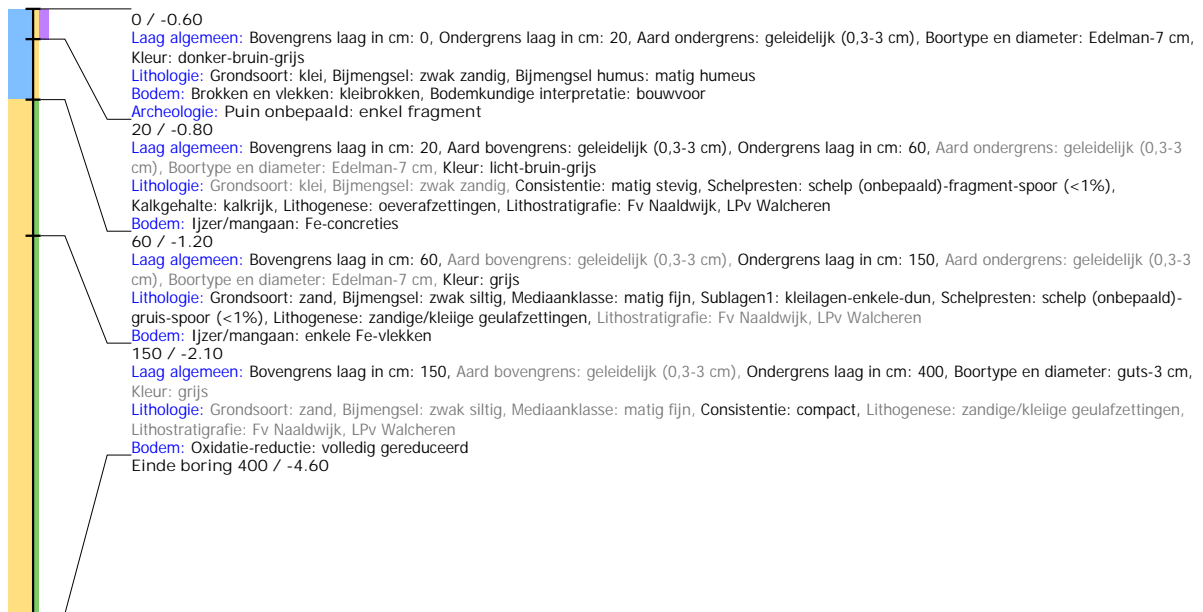 0 / -0.60
Laag algemeen: Bovengrens laag in cm: 0, Ondergrens laag in cm: 20, Aard ondergrens: geleidelijk (0,3-3 cm), Boortype en diameter: Edelman-7 cm,
Kleur: donker-bruin-grijs
Lithologie: Grondsoort: klei, Bijmengsel: zwak zandig, Bijmengsel humus: matig humeus
Bodem: Brokken en vlekken: kleibrokken, Bodemkundige interpretatie: bouwvoor
Archeologie: Puin onbepaald: enkel fragment
20 / -0.80
Laag algemeen: Bovengrens laag in cm: 20, Aard bovengrens: geleidelijk (0,3-3 cm), Ondergrens laag in cm: 60, Aard ondergrens: geleidelijk (0,3-3
cm), Boortype en diameter: Edelman-7 cm, Kleur: licht-bruin-grijs
Lithologie: Grondsoort: klei, Bijmengsel: zwak zandig, Consistentie: matig stevig, Schelpresten: schelp (onbepaald)-fragment-spoor (<1%),
Kalkgehalte: kalkrijk, Lithogenese: oeverafzettingen, Lithostratigrafie: Fv Naaldwijk, LPv Walcheren
Bodem: Ijzer/mangaan: Fe-concreties
60 / -1.20
Laag algemeen: Bovengrens laag in cm: 60, Aard bovengrens: geleidelijk (0,3-3 cm), Ondergrens laag in cm: 150, Aard ondergrens: geleidelijk (0,3-3
cm), Boortype en diameter: Edelman-7 cm, Kleur: grijs
Lithologie: Grondsoort: zand, Bijmengsel: zwak siltig, Mediaanklasse: matig fijn, Sublagen1: kleilagen-enkele-dun, Schelpresten: schelp (onbepaald)-
gruis-spoor (<1%), Lithogenese: zandige/kleiige geulafzettingen, Lithostratigrafie: Fv Naaldwijk, LPv Walcheren
Bodem: Ijzer/mangaan: enkele Fe-vlekken
150 / -2.10
Laag algemeen: Bovengrens laag in cm: 150, Aard bovengrens: geleidelijk (0,3-3 cm), Ondergrens laag in cm: 400, Boortype en diameter: guts-3 cm,
Kleur: grijs
Lithologie: Grondsoort: zand, Bijmengsel: zwak siltig, Mediaanklasse: matig fijn, Consistentie: compact, Lithogenese: zandige/kleiige geulafzettingen,
Lithostratigrafie: Fv Naaldwijk, LPv Walcheren
Bodem: Oxidatie-reductie: volledig gereduceerd
Einde boring 400 / -4.60